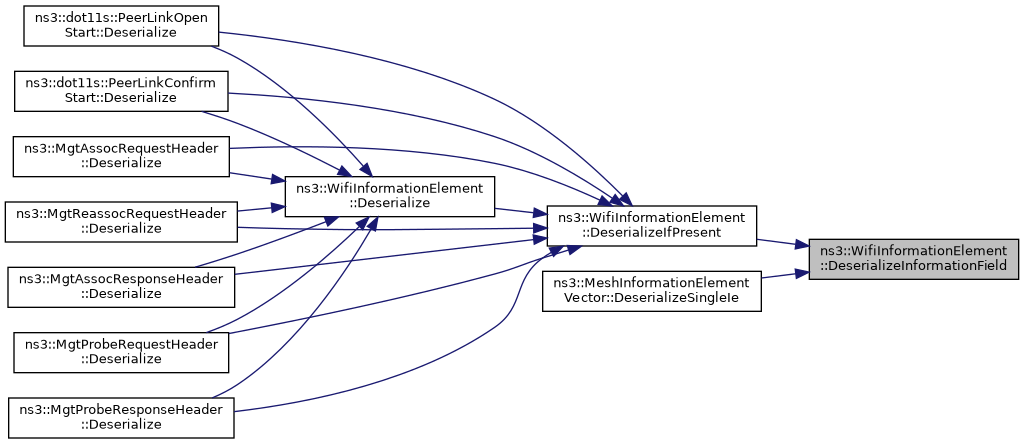 ns3::dot11s::PeerLinkOpen
Start::Deserialize
ns3::dot11s::PeerLinkConfirm
Start::Deserialize
ns3::MgtAssocRequestHeader
::Deserialize
ns3::MgtReassocRequestHeader
::Deserialize
ns3::MgtAssocResponseHeader
::Deserialize
ns3::MgtProbeRequestHeader
::Deserialize
ns3::MgtProbeResponseHeader
::Deserialize
ns3::WifiInformationElement
::Deserialize
ns3::WifiInformationElement
::DeserializeIfPresent
ns3::MeshInformationElement
Vector::DeserializeSingleIe
ns3::WifiInformationElement
::DeserializeInformationField